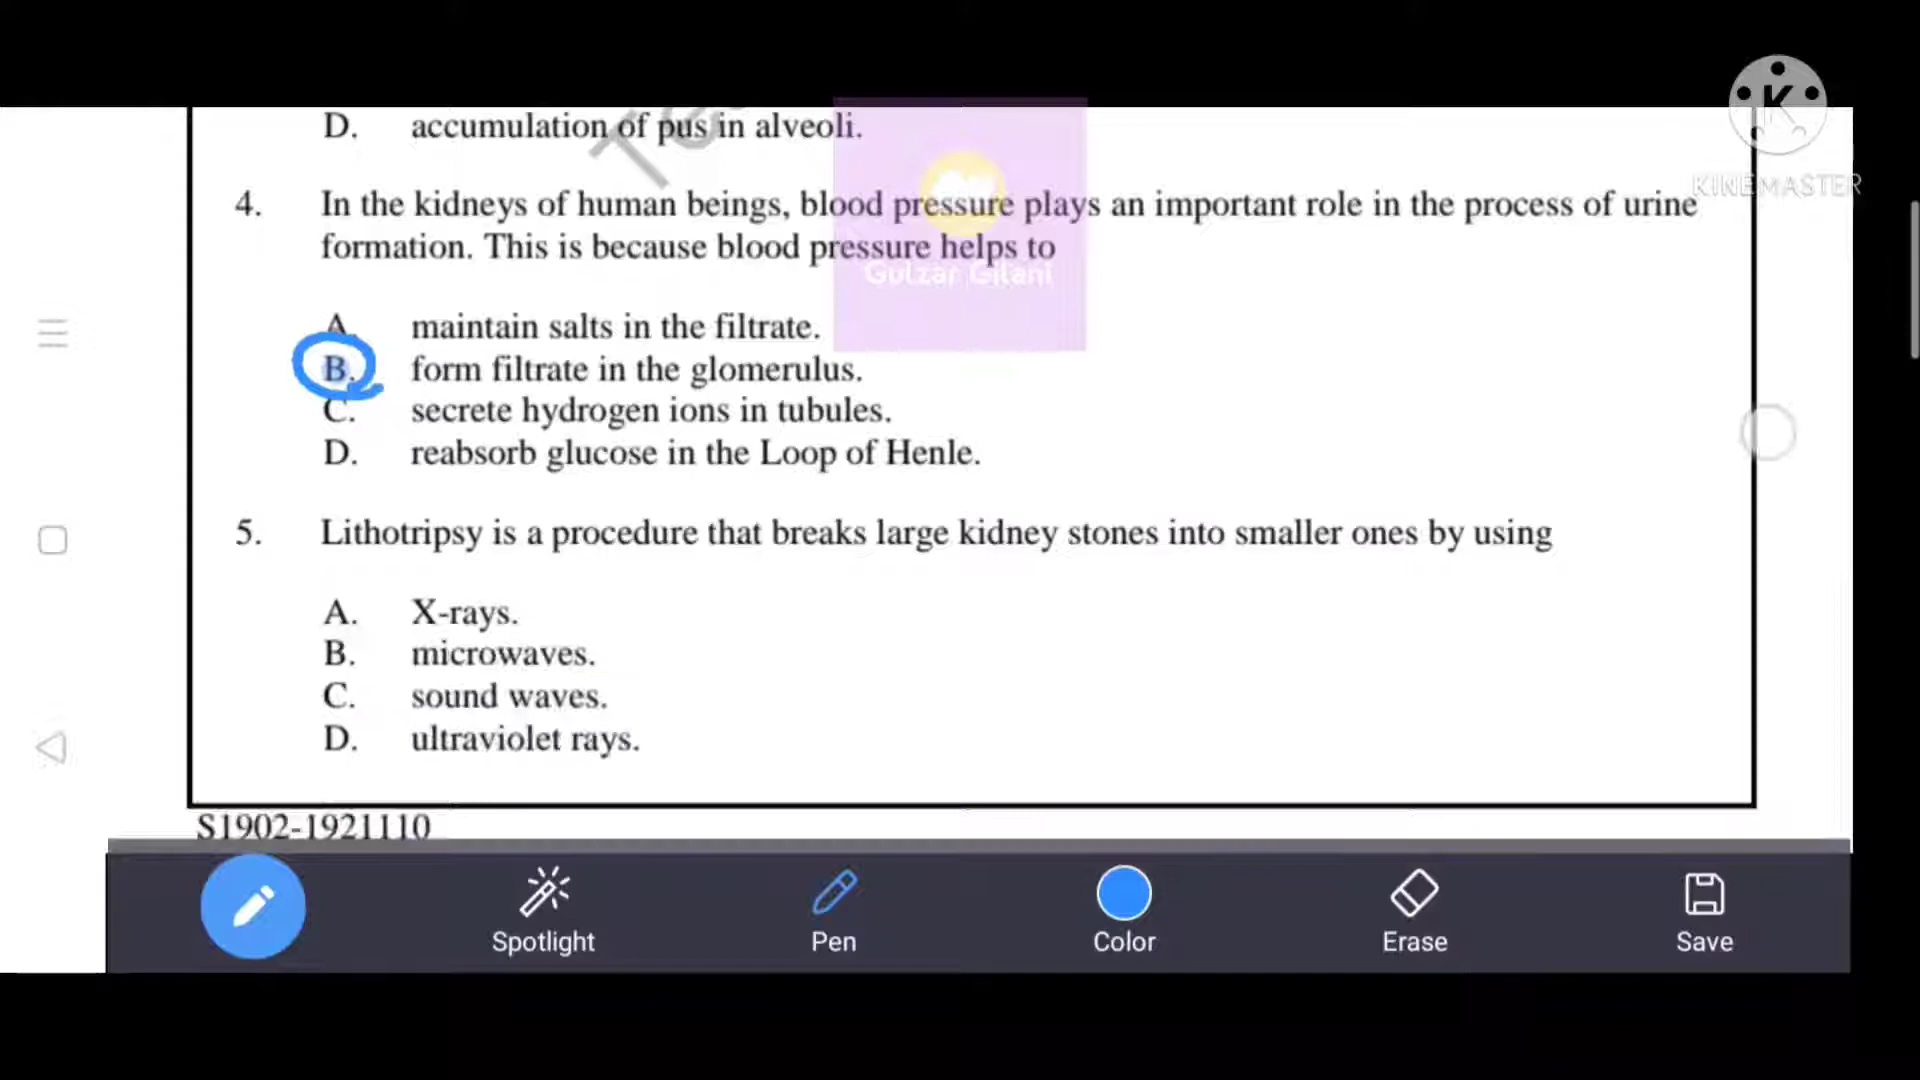 D. accumulation of pus in alveoli.
KINEMASTER
4. In the kidneys of human beings, blood pressure plays an important role in the process of urine
formation. This is because blood pressure helps to
Gulzar Gilani
A. maintain salts in the filtrate.
B. form filtrate in the glomerulus.
C. secrete hydrogen ions in tubules.
D. reabsorb glucose in the Loop of Henle.
5. Lithotripsy is a procedure that breaks large kidney stones into smaller ones by using
A. X-rays.
B. microwaves.
C. sound waves.
D. ultraviolet rays.
S1902-1921110
Spotlight Pen Color Erase Save